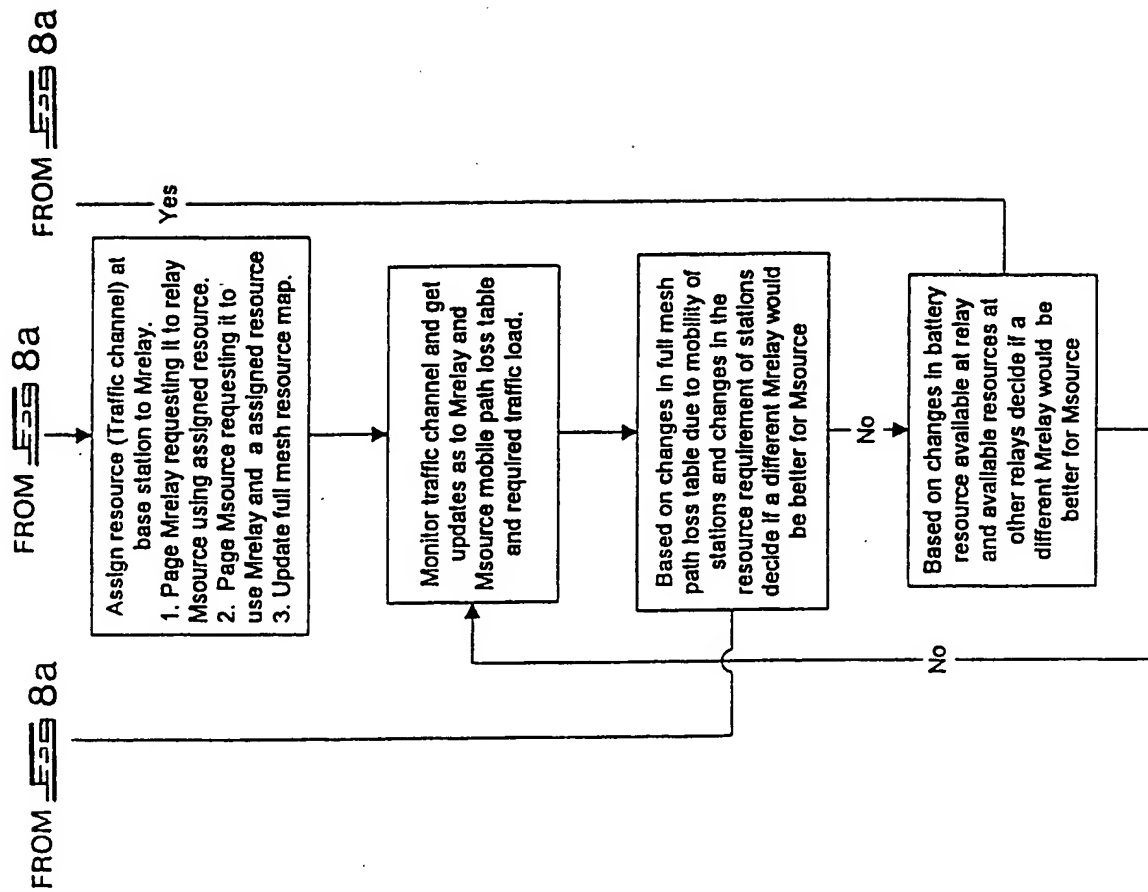 FROM FIG 8a
FROM FIG 8a
FROM FIG 8a
Assign resource (Traffic channel) at
base station to Mrelay.
1. Page Mrelay requesting it to relay
Msource using assigned resource.
2. Page Msource requesting it to
use Mrelay and a assigned resource
3. Update full mesh resource map.
Yes
Monitor traffic channel and get
updates as to Mrelay and
Msource mobile path loss table
and required traffic load.
Based on changes in full mesh
path loss table due to mobility of
stations and changes in the
resource requirement of stations
decide if a different Mrelay would
be better for Msource
No
No
Based on changes in battery
resource available at relay
and available resources at
other relays decide if a
different Mrelay would be
better for Msource